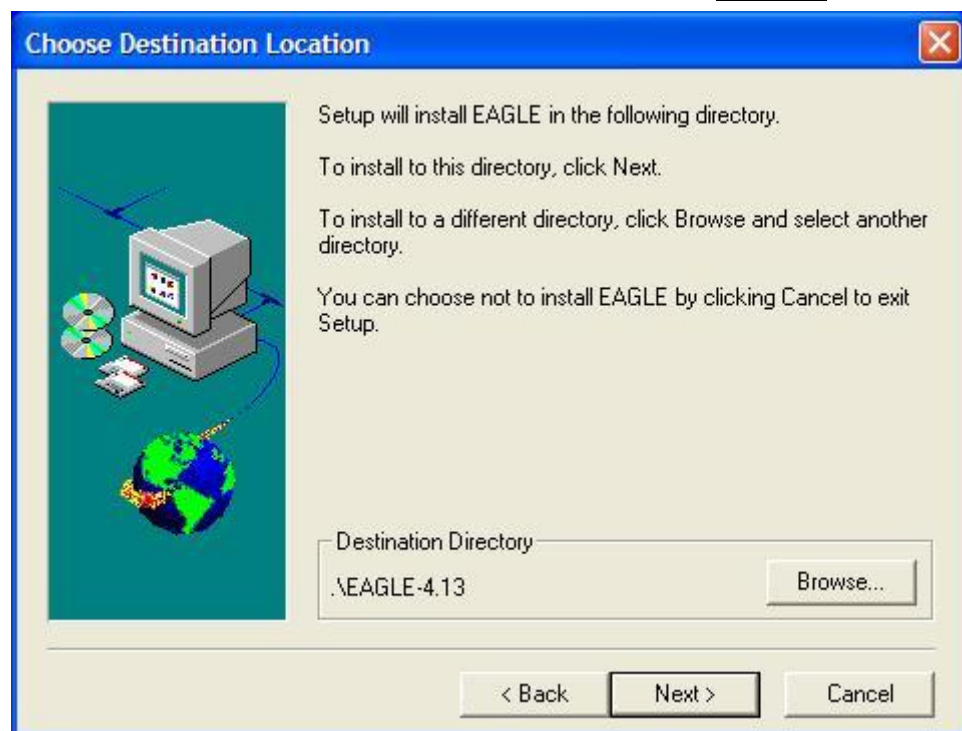 Choose Destination Location
Setup will install EAGLE in the following directory.
To install to this directory, click Next.
To install to a different directory, click Browse and select another
directory.
You can choose not to install EAGLE by clicking Cancel to exit
Setup.
Destination Directory
.\EAGLE-4.13
Browse...
< Back
Next >
Cancel